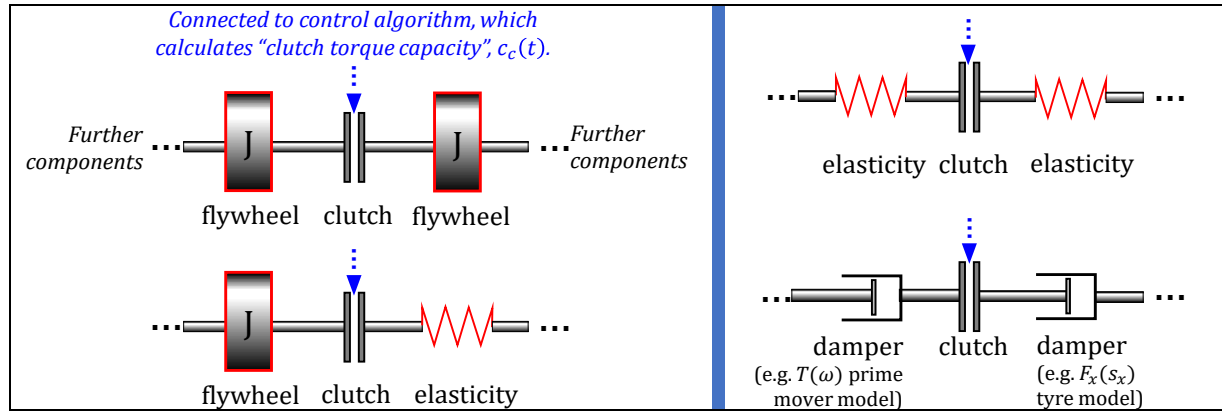 Connected to control algorithm, which
calculates “clutch torque capacity”, c_c(t).
Further
components
...
J
J
...
Further
components
flywheel
clutch
flywheel
...
J
...
flywheel
clutch
elasticity
...
...
elasticity
clutch
elasticity
...
...
damper
(e.g. T(ω) prime
mover model)
clutch
damper
(e.g. F_x(s_x)
tyre model)